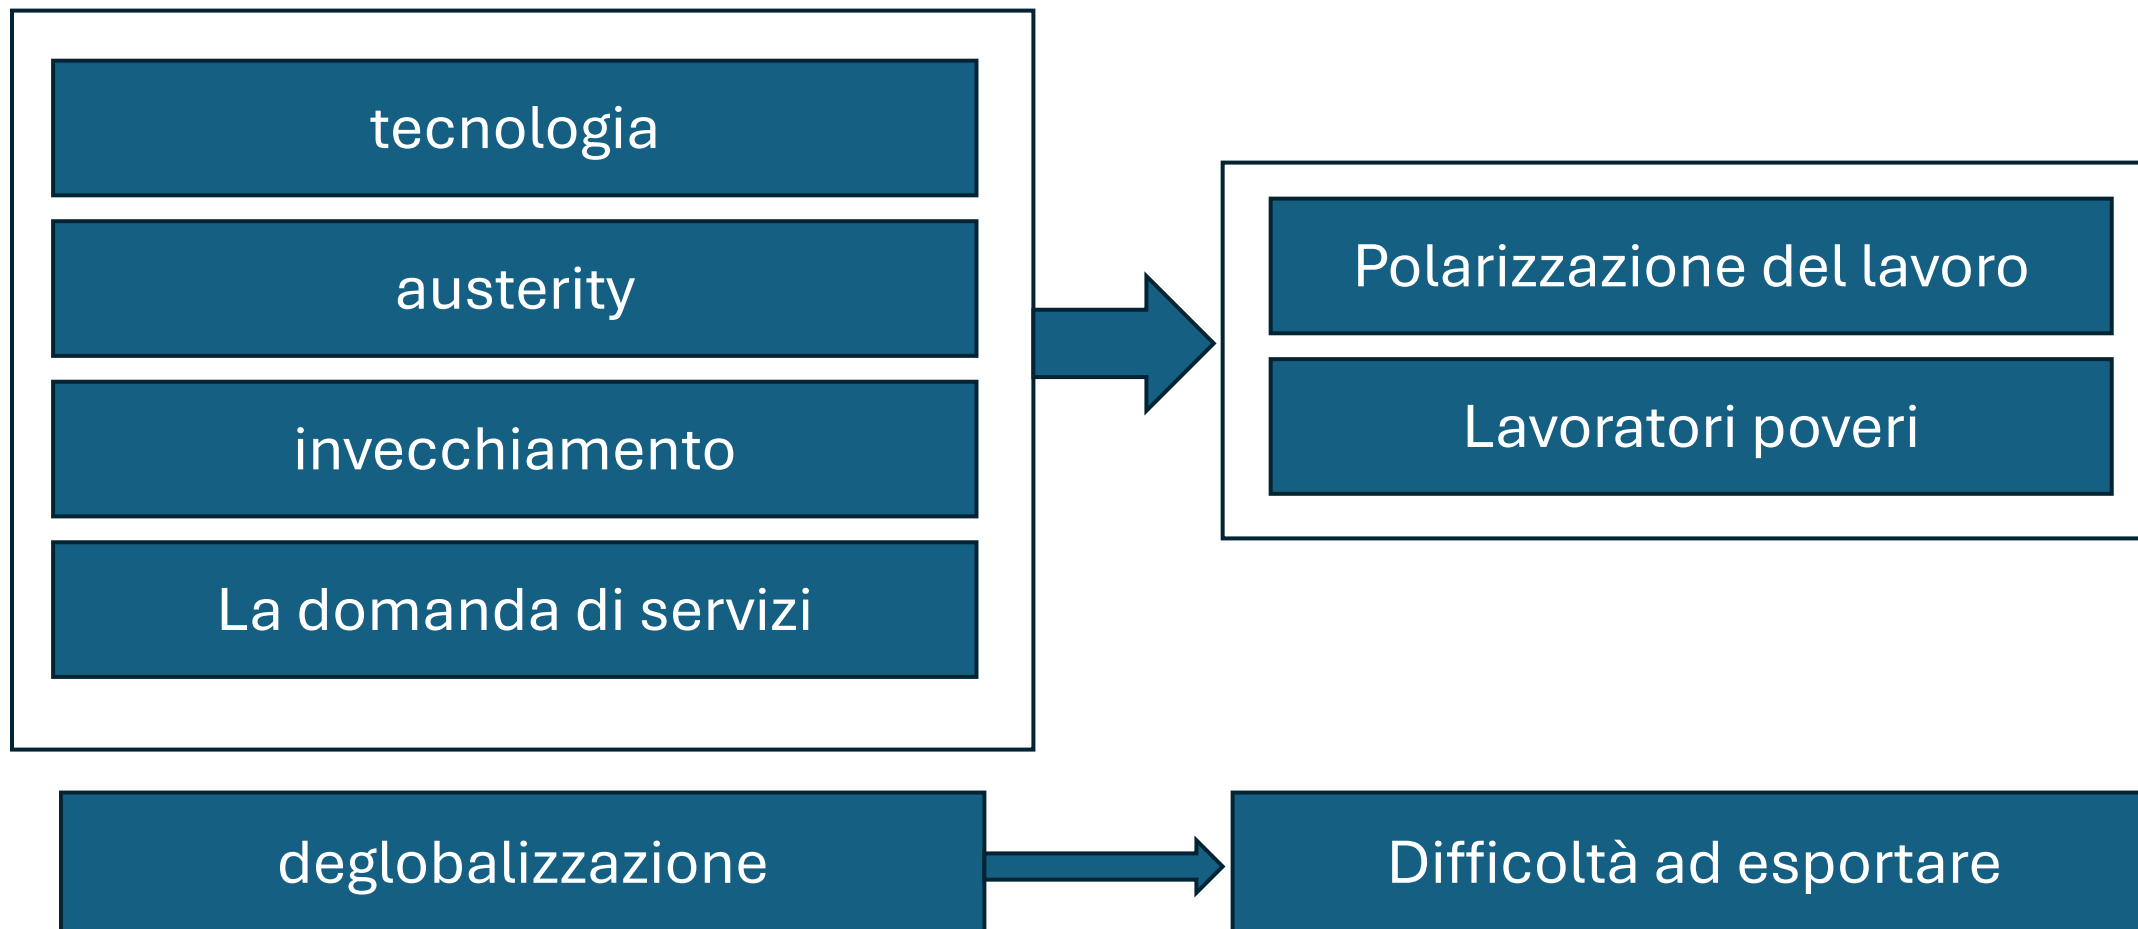 tecnologia
austerity
invecchiamento
La domanda di servizi
Polarizzazione del lavoro
Lavoratori poveri
deglobalizzazione
Difficoltà ad esportare